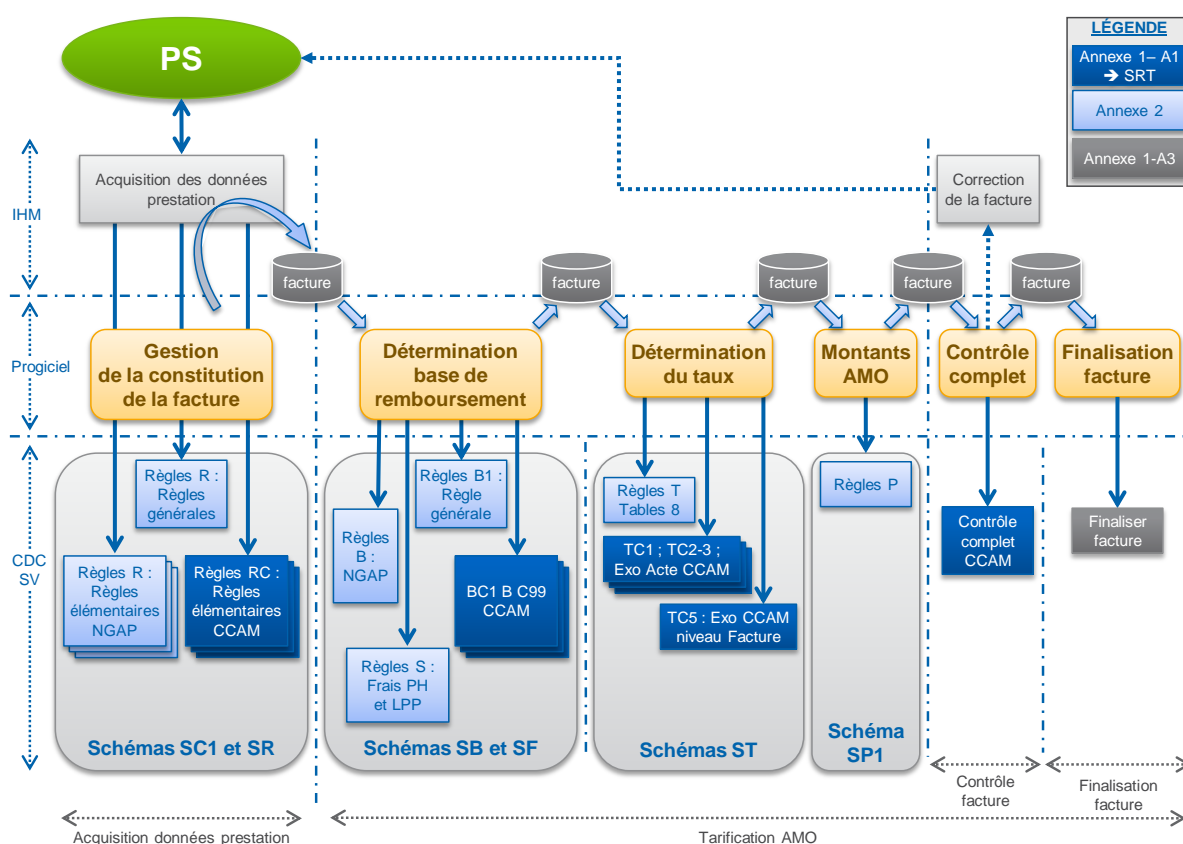 PS
LÉGENDE
Annexe 1– A1
➔ SRT
Annexe 2
Annexe 1-A3
IHM
Acquisition des données
prestation
Correction
de la facture
facture
facture
facture
facture
facture
Progiciel
Gestion
de la constitution
de la facture
Détermination
base de
remboursement
Détermination
du taux
Montants
AMO
Contrôle
complet
Finalisation
facture
CDC
SV
Règles R :
Règles
générales
Règles R :
Règles
élémentaires
NGAP
Règles RC :
Règles
élémentaires
CCAM
Schémas SC1 et SR
Règles
B : NGAP
Règles B1 :
Règle
générale
BC1 B C99
CCAM
Règles S :
Frais PH
et LPP
Schémas SB et SF
Règles T
Tables 8
TC1 ; TC2-3 ;
Exo Acte CCAM
TC5 : Exo CCAM
niveau Facture
Schémas ST
Règles P
Schéma
SP1
Contrôle
complet
CCAM
Finaliser
facture
Contrôle
facture
Finalisation
facture
Acquisition données prestation
Tarification AMO